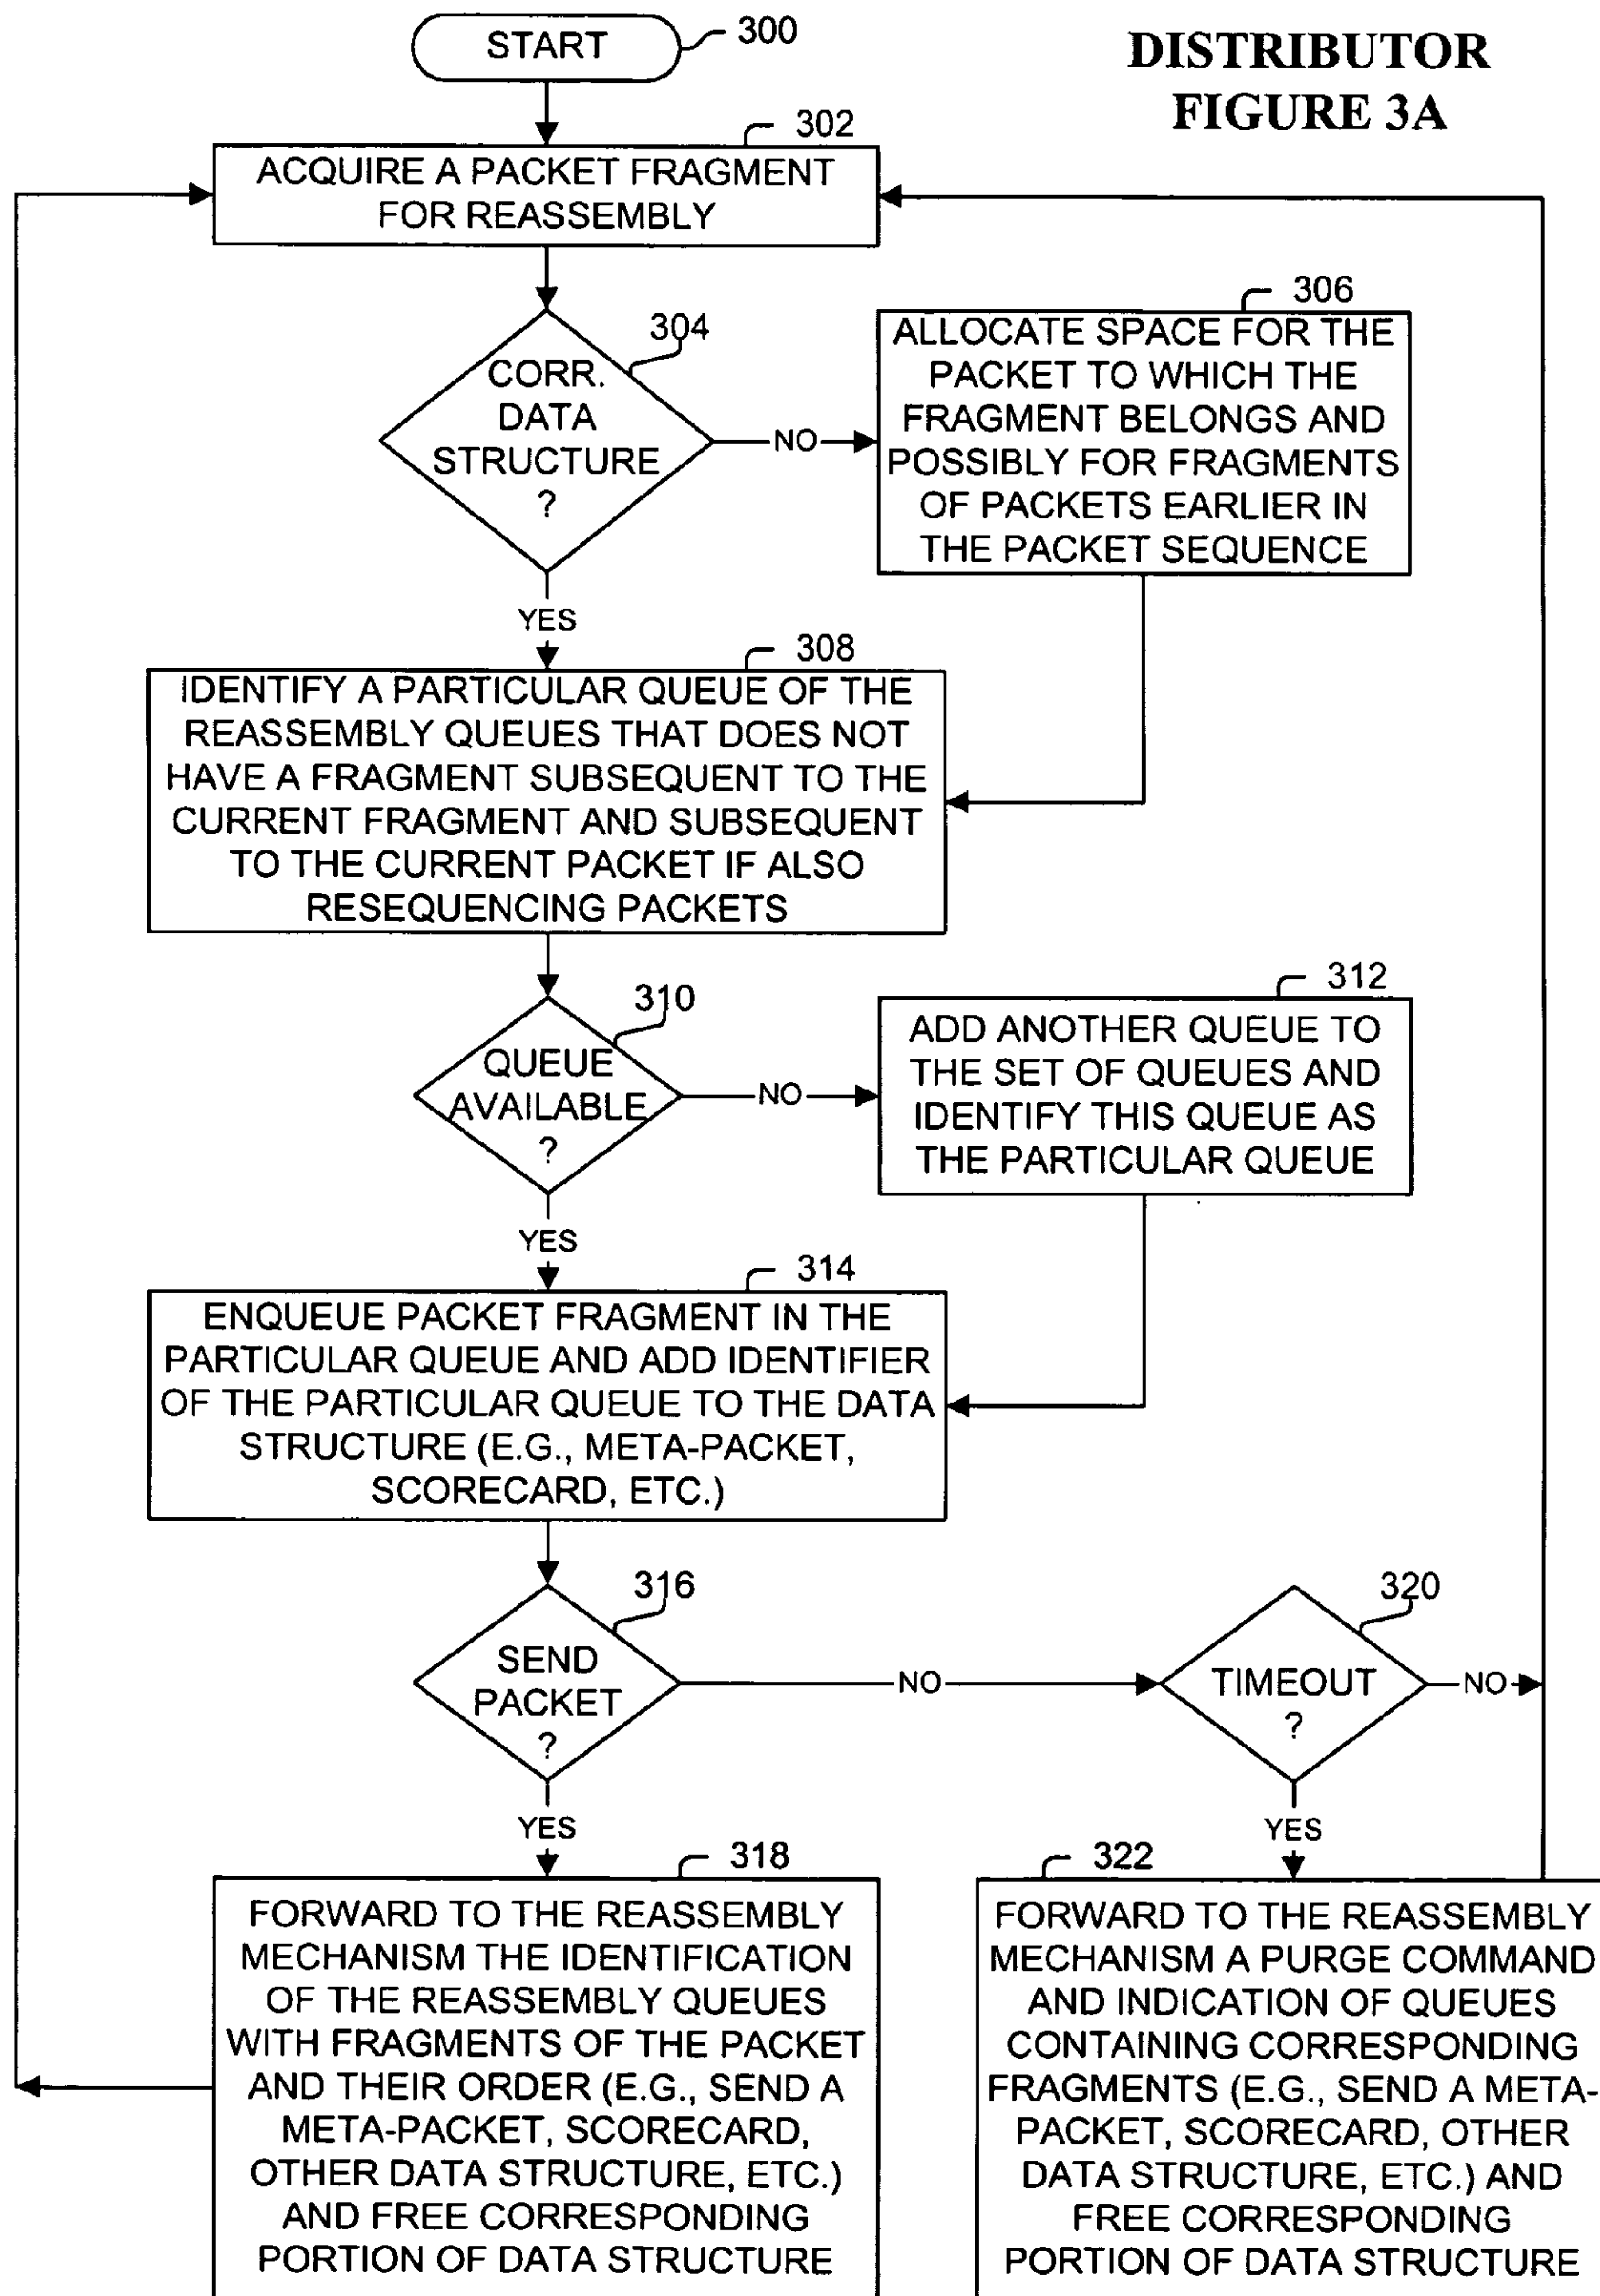 START
300
DISTRIBUTOR
FIGURE 3A
302
ACQUIRE A PACKET FRAGMENT
FOR REASSEMBLY
304
CORR.
DATA
STRUCTURE
?
NO
306
ALLOCATE SPACE FOR THE
PACKET TO WHICH THE
FRAGMENT BELONGS AND
POSSIBLY FOR FRAGMENTS
OF PACKETS EARLIER IN
THE PACKET SEQUENCE
YES
308
IDENTIFY A PARTICULAR QUEUE OF THE
REASSEMBLY QUEUES THAT DOES NOT
HAVE A FRAGMENT SUBSEQUENT TO THE
CURRENT FRAGMENT AND SUBSEQUENT
TO THE CURRENT PACKET IF ALSO
RESEQUENCING PACKETS
310
QUEUE
AVAILABLE
?
NO
312
ADD ANOTHER QUEUE TO
THE SET OF QUEUES AND
IDENTIFY THIS QUEUE AS
THE PARTICULAR QUEUE
YES
314
ENQUEUE PACKET FRAGMENT IN THE
PARTICULAR QUEUE AND ADD IDENTIFIER
OF THE PARTICULAR QUEUE TO THE DATA
STRUCTURE (E.G., META-PACKET,
SCORECARD, ETC.)
316
SEND
PACKET
?
NO
320
TIMEOUT
?
NO
YES
YES
318
FORWARD TO THE REASSEMBLY
MECHANISM THE IDENTIFICATION
OF THE REASSEMBLY QUEUES
WITH FRAGMENTS OF THE PACKET
AND THEIR ORDER (E.G., SEND A
META-PACKET, SCORECARD,
OTHER DATA STRUCTURE, ETC.)
AND FREE CORRESPONDING
PORTION OF DATA STRUCTURE
322
FORWARD TO THE REASSEMBLY
MECHANISM A PURGE COMMAND
AND INDICATION OF QUEUES
CONTAINING CORRESPONDING
FRAGMENTS (E.G., SEND A META-
PACKET, SCORECARD, OTHER
DATA STRUCTURE, ETC.) AND
FREE CORRESPONDING
PORTION OF DATA STRUCTURE